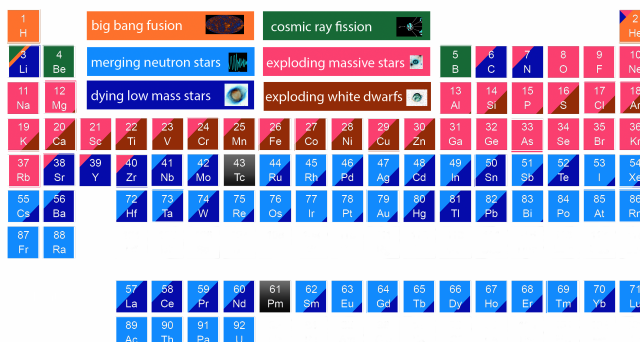 1 big bang fusion cosmic ray fission 2
H He
3 4 merging neutron stars exploding massive stars 5 6 7 8 9 10
Li Be B C N O F Ne
11 12 dying low mass stars exploding white dwarfs 13 14 15 16 17 18
Na Mg Al Si P S Cl Ar
19 20 21 22 23 24 25 26 27 28 29 30 31 32 33 34 35 36
K Ca Sc Ti V Cr Mn Fe Co Ni Cu Zn Ga Ge As Se Br Kr
37 38 39 40 41 42 43 44 45 46 47 48 49 50 51 52 53 54
Rb Sr Y Zr Nb Mo Tc Ru Rh Pd Ag Cd In Sn Sb Te I Xe
55 56 72 73 74 75 76 77 78 79 80 81 82 83 84 85 86
Cs Ba Hf Ta W Re Os Ir Pt Au Hg Tl Pb Bi Po At Rn
87 88
Fr Ra
57 58 59 60 61 62 63 64 65 66 67 68 69 70 71
La Ce Pr Nd Pm Sm Eu Gd Tb Dy Ho Er Tm Yb Lu
89 90 91 92
Ac Th Pa U